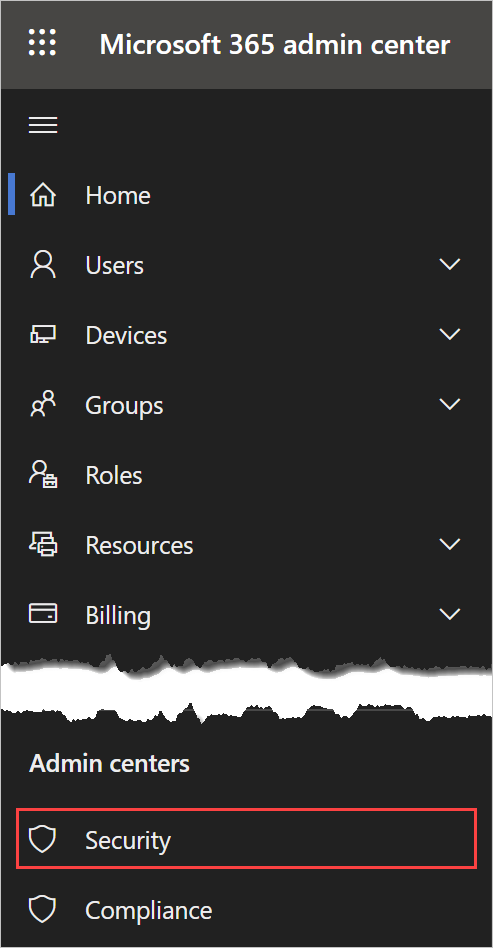 Microsoft 365 admin center
Home
Users
Devices
Groups
Roles
Resources
Billing
Admin centers
Security
Compliance